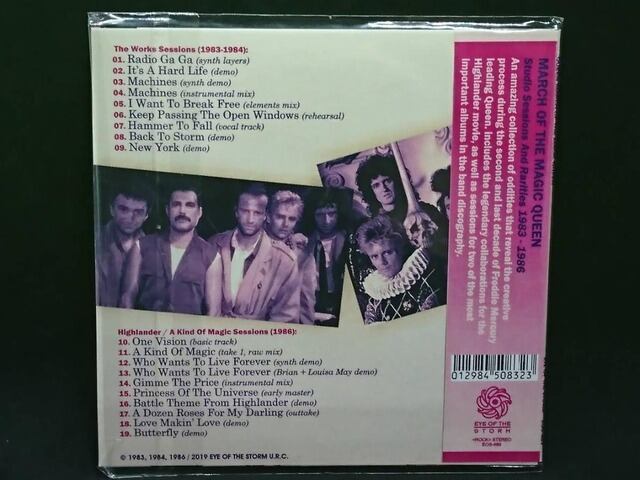 The Works Sessions (1983-1984):
01. Radio Ga Ga (synth layers)
02. It's A Hard Life (demo)
03. Machines (synth demo)
04. Machines (instrumental mix)
05. I Want To Break Free (elements mix)
06. Keep Passing The Open Windows (rehearsal)
07. Hammer To Fall (vocal track)
08. Back To Storm (demo)
09. New York (demo)
Highlander / A Kind Of Magic Sessions (1986):
10. One Vision (basic track)
11. A Kind Of Magic (take 1, raw mix)
12. Who Wants To Live Forever (synth demo)
13. Who Wants To Live Forever (Brian + Louisa May demo)
14. Gimme The Price (instrumental mix)
15. Princess Of The Universe (early master)
16. Battle Theme From Highlander (demo)
17. A Dozen Roses For My Darling (outtake)
18. Love Makin' Love (demo)
19. Butterfly (demo)
© 1983, 1984, 1986 / 2019 EYE OF THE STORM U.R.C.
MARCH OF THE MAGIC QUEEN
Studio Sessions And Rarities 1983 - 1986
An amazing collection of oddities that reveal the creative
process during the second and last decade of Freddie Mercury
leading Queen. Includes the legendary collaborations for the
Highlander movie, as well as sessions for two of the most
important albums in the band discography.
012984 508323
EYE OF THE
STORM
<ROCK> STEREO